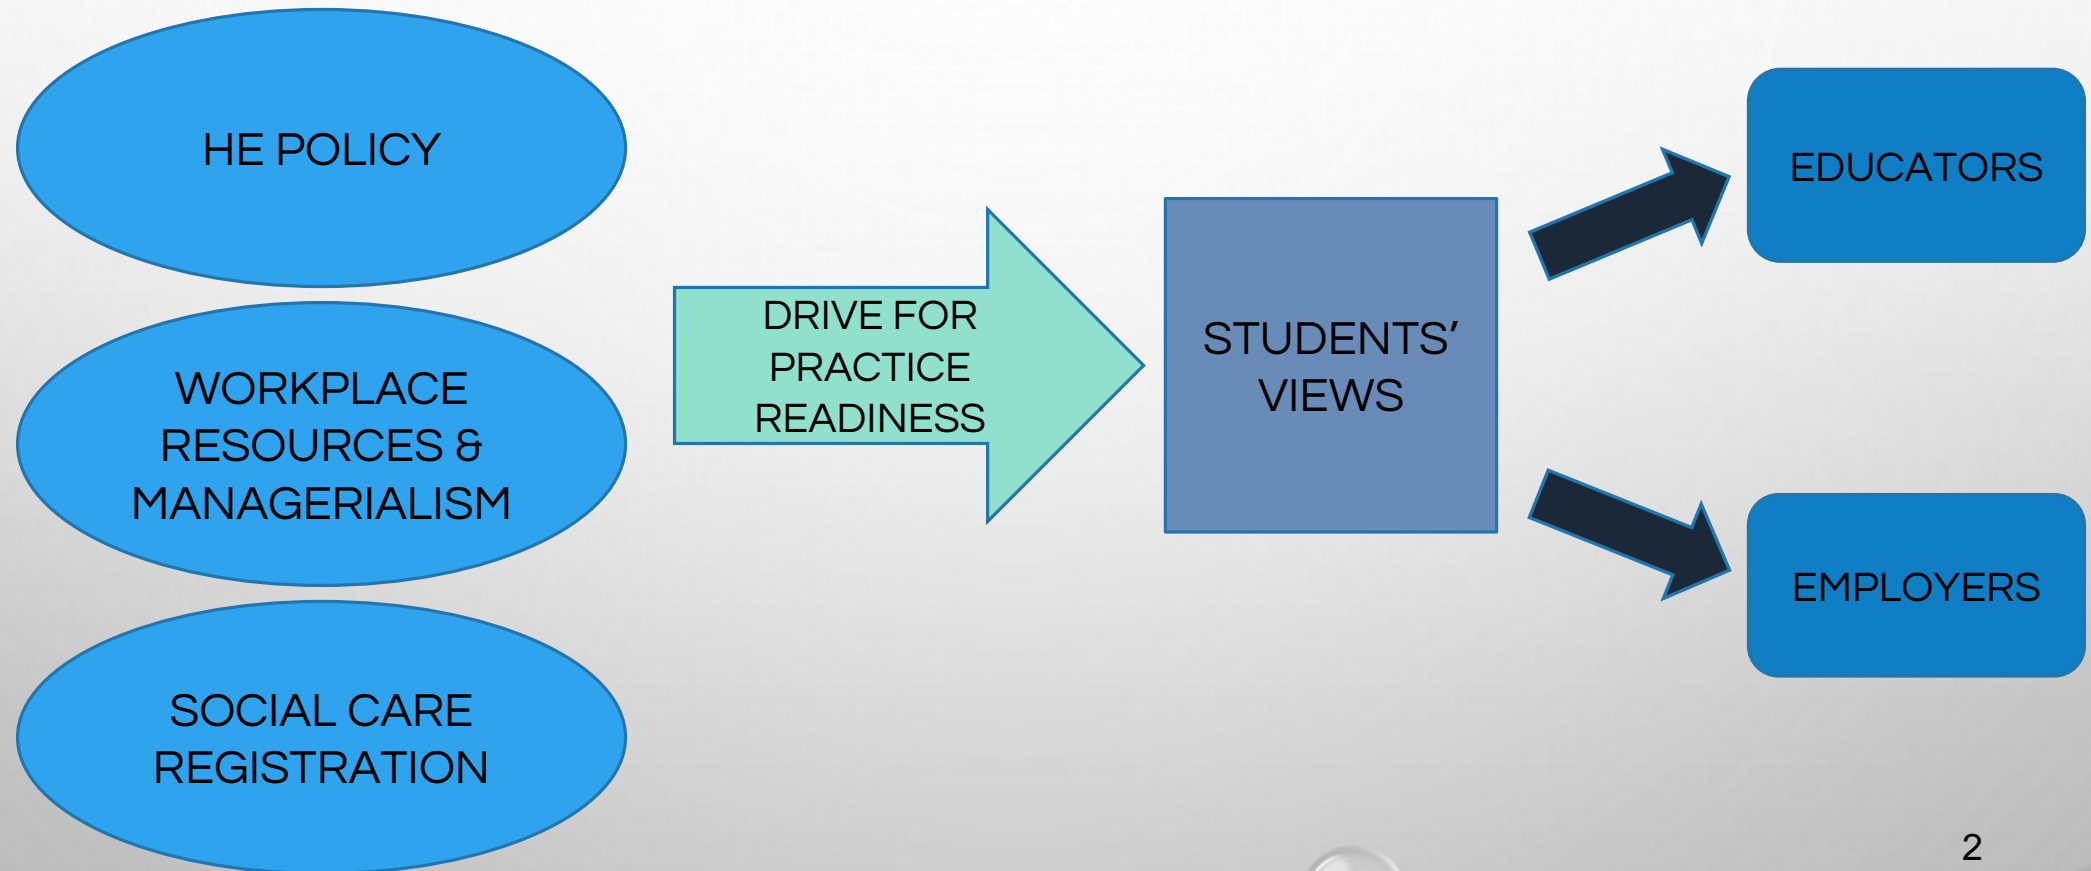 HE POLICY
WORKPLACE
RESOURCES &
MANAGERIALISM
SOCIAL CARE
REGISTRATION
DRIVE FOR
PRACTICE
READINESS
STUDENTS’
VIEWS
EDUCATORS
EMPLOYERS
2